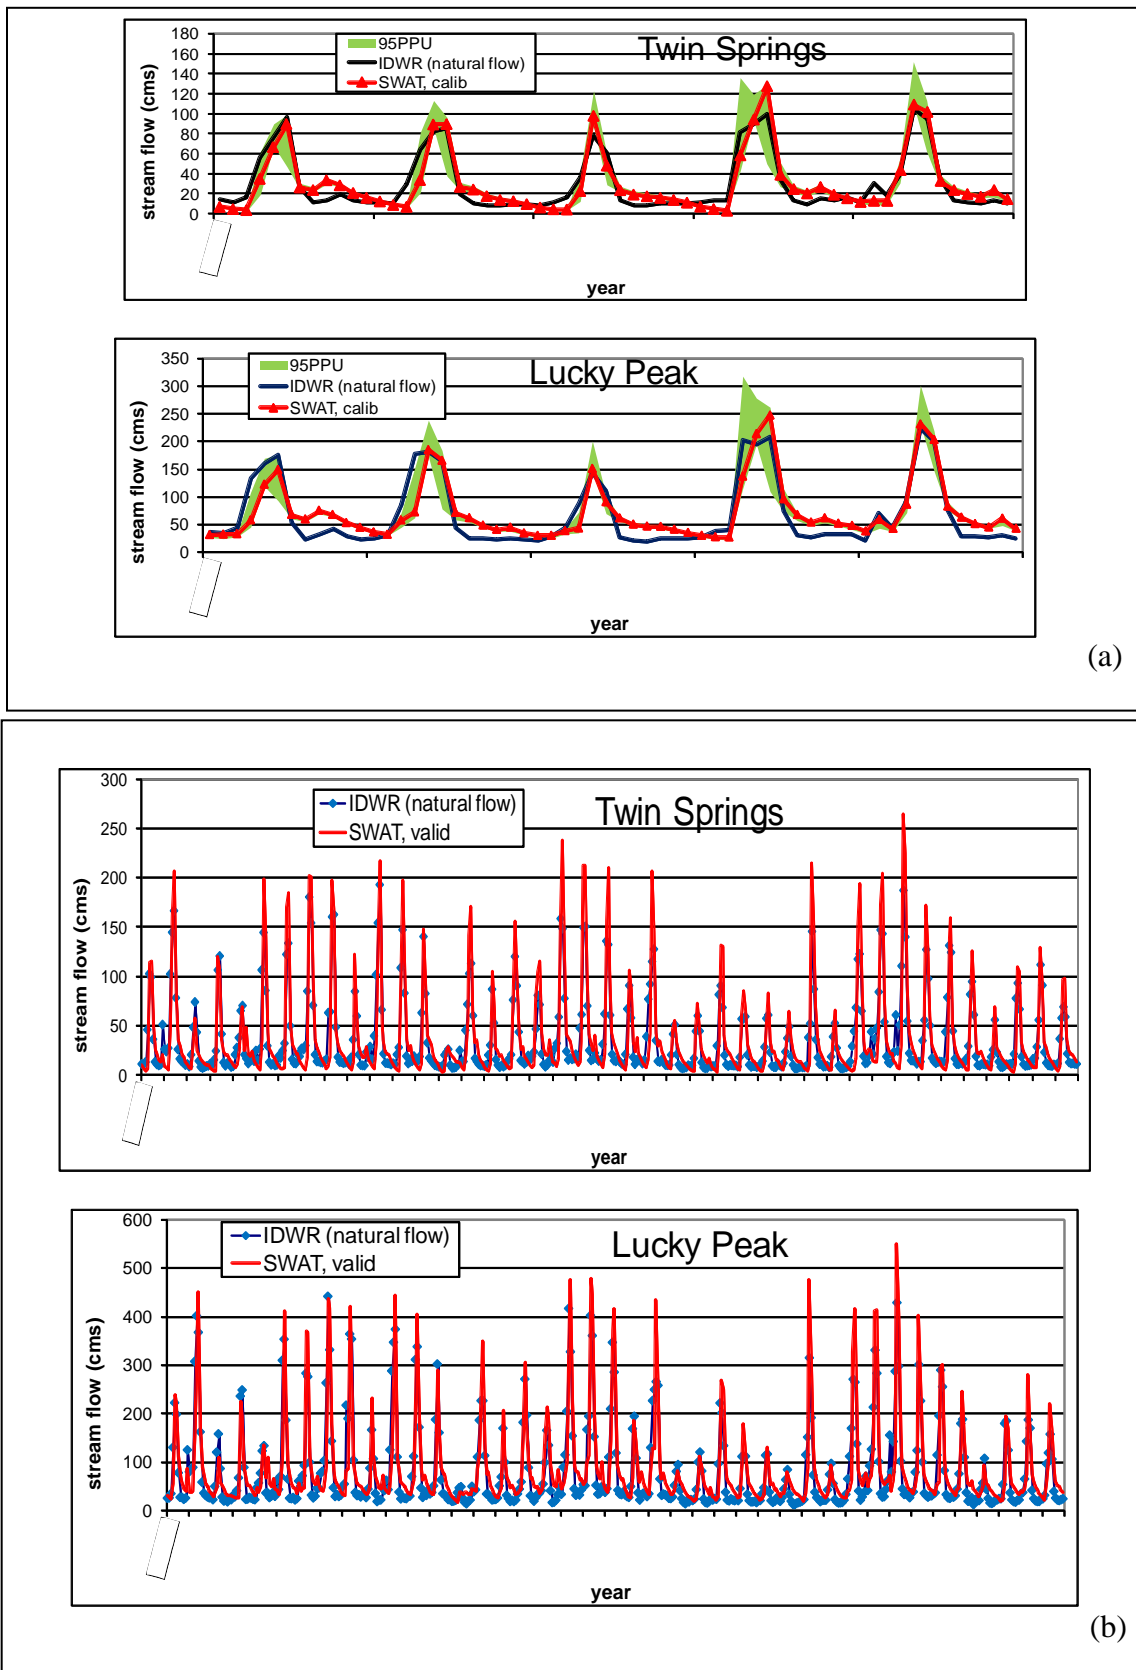 Twin Springs
95PPU
IDWR (natural flow)
SWAT, calib
stream flow (cms)
180
160
140
120
100
80
60
40
20
0
year
Lucky Peak
95PPU
IDWR (natural flow)
SWAT, calib
stream flow (cms)
350
300
250
200
150
100
50
0
year
(a)
Twin Springs
IDWR (natural flow)
SWAT, valid
stream flow (cms)
300
250
200
150
100
50
0
year
Lucky Peak
IDWR (natural flow)
SWAT, valid
stream flow (cms)
600
500
400
300
200
100
0
year
(b)